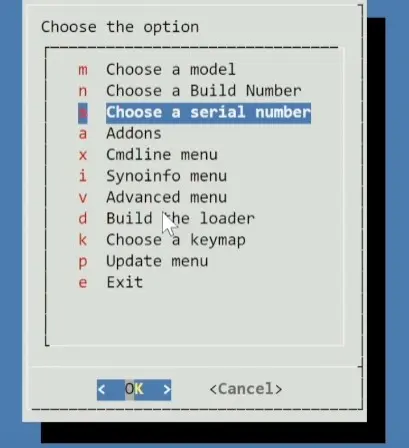 Choose the option
m Choose a model
n Choose a Build Number
Choose a serial number
a Addons
x Cmdline menu
i Synoinfo menu
v Advanced menu
d Build the loader
k Choose a keymap
p Update menu
e Exit
< OK > <Cancel>